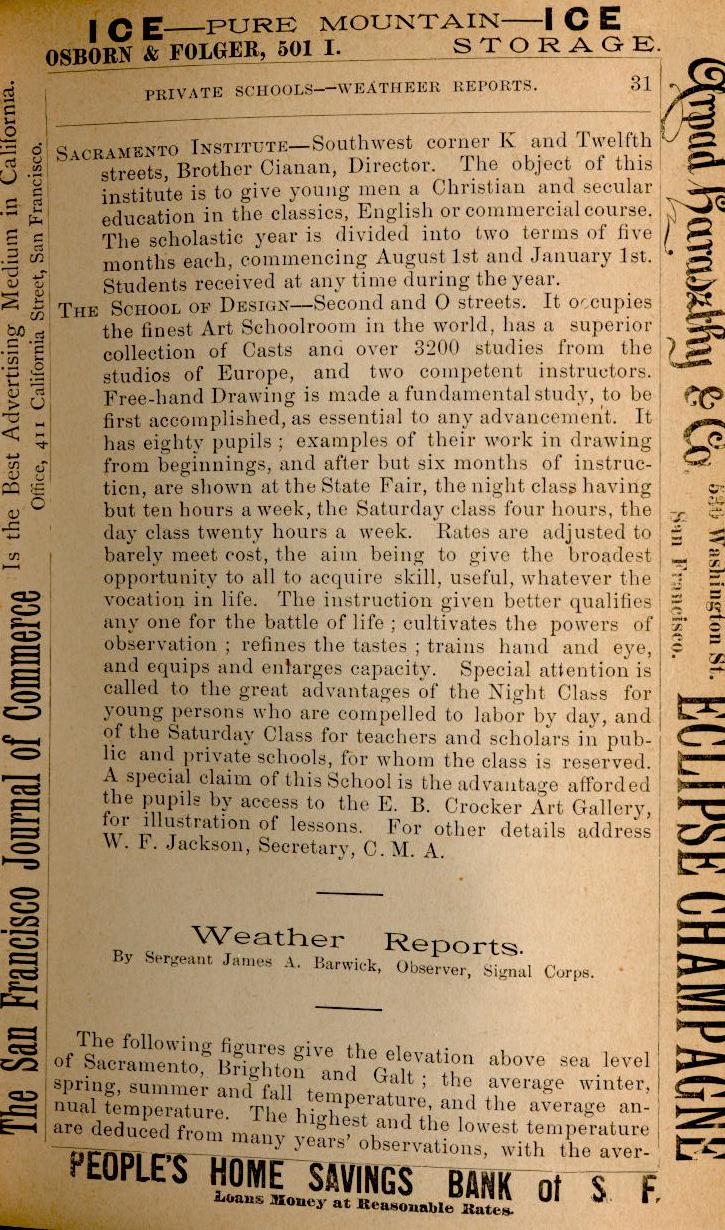 ICE—PURE MOUNTAIN—ICE
OSBORN & FOLGER, 501 I. STORAGE.
PRIVATE SCHOOLS--WEATHEER REPORTS. 31
SACRAMENTO INSTITUTE—Southwest corner K and Twelfth
streets, Brother Cianan, Director. The object of this
institute is to give young men a Christian and secular
education in the classics, English or commercial course.
The scholastic year is divided into two terms of five
months each, commencing August 1st and January 1st.
Students received at any time during the year.
THE SCHOOL OF DESIGN—Second and O streets. It occupies
the finest Art Schoolroom in the world, has a superior
collection of Casts and over 3200 studies from the
studios of Europe, and two competent instructors.
Free-hand Drawing is made a fundamental study, to be
first accomplished, as essential to any advancement. It
has eighty pupils ; examples of their work in drawing
from beginnings, and after but six months of instruc-
ticn, are shown at the State Fair, the night class having
but ten hours a week, the Saturday class four hours, the
day class twenty hours a week. Rates are adjusted to
barely meet cost, the aim being to give the broadest
opportunity to all to acquire skill, useful, whatever the
vocation in life. The instruction given better qualifies
any one for the battle of life ; cultivates the powers of
observation ; refines the tastes ; trains hand and eye,
and equips and enlarges capacity. Special attention is
called to the great advantages of the Night Class for
young persons who are compelled to labor by day, and
of the Saturday Class for teachers and scholars in pub-
lic and private schools, for whom the class is reserved.
A special claim of this School is the advantage afforded
the pupils by access to the E. B. Crocker Art Gallery,
for illustration of lessons. For other details address
W. F. Jackson, Secretary, C. M. A.
Weather Reports.
By Sergeant James A. Barwick, Observer, Signal Corps.
The following figures give the elevation above sea level
of Sacramento, Brighton and Galt ; the average winter,
spring, summer and fall temperature, and the average an-
nual temperature. The highest and the lowest temperature
are deduced from many years' observations, with the aver-
PEOPLE'S HOME SAVINGS BANK of S F.
Loans Money at Reasonable Rates.
The San Francisco Journal of Commerce Is the Best Advertising Medium in California.
Office, 411 California Street, San Francisco.
Arpad Haraszthy & Co 530 Washington St. ECLIPSE CHAMPAGNE
San Francisco.